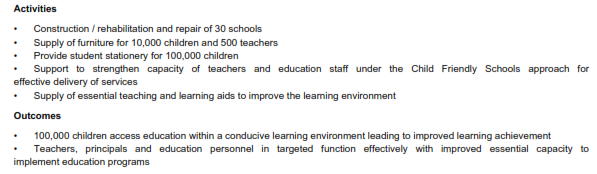 Activities
• Construction / rehabilitation and repair of 30 schools
• Supply of furniture for 10,000 children and 500 teachers
• Provide student stationery for 100,000 children
• Support to strengthen capacity of teachers and education staff under the Child Friendly Schools approach for
effective delivery of services
• Supply of essential teaching and learning aids to improve the learning environment
Outcomes
• 100,000 children access education within a conducive learning environment leading to improved learning achievement
• Teachers, principals and education personnel in targeted function effectively with improved essential capacity to
implement education programs